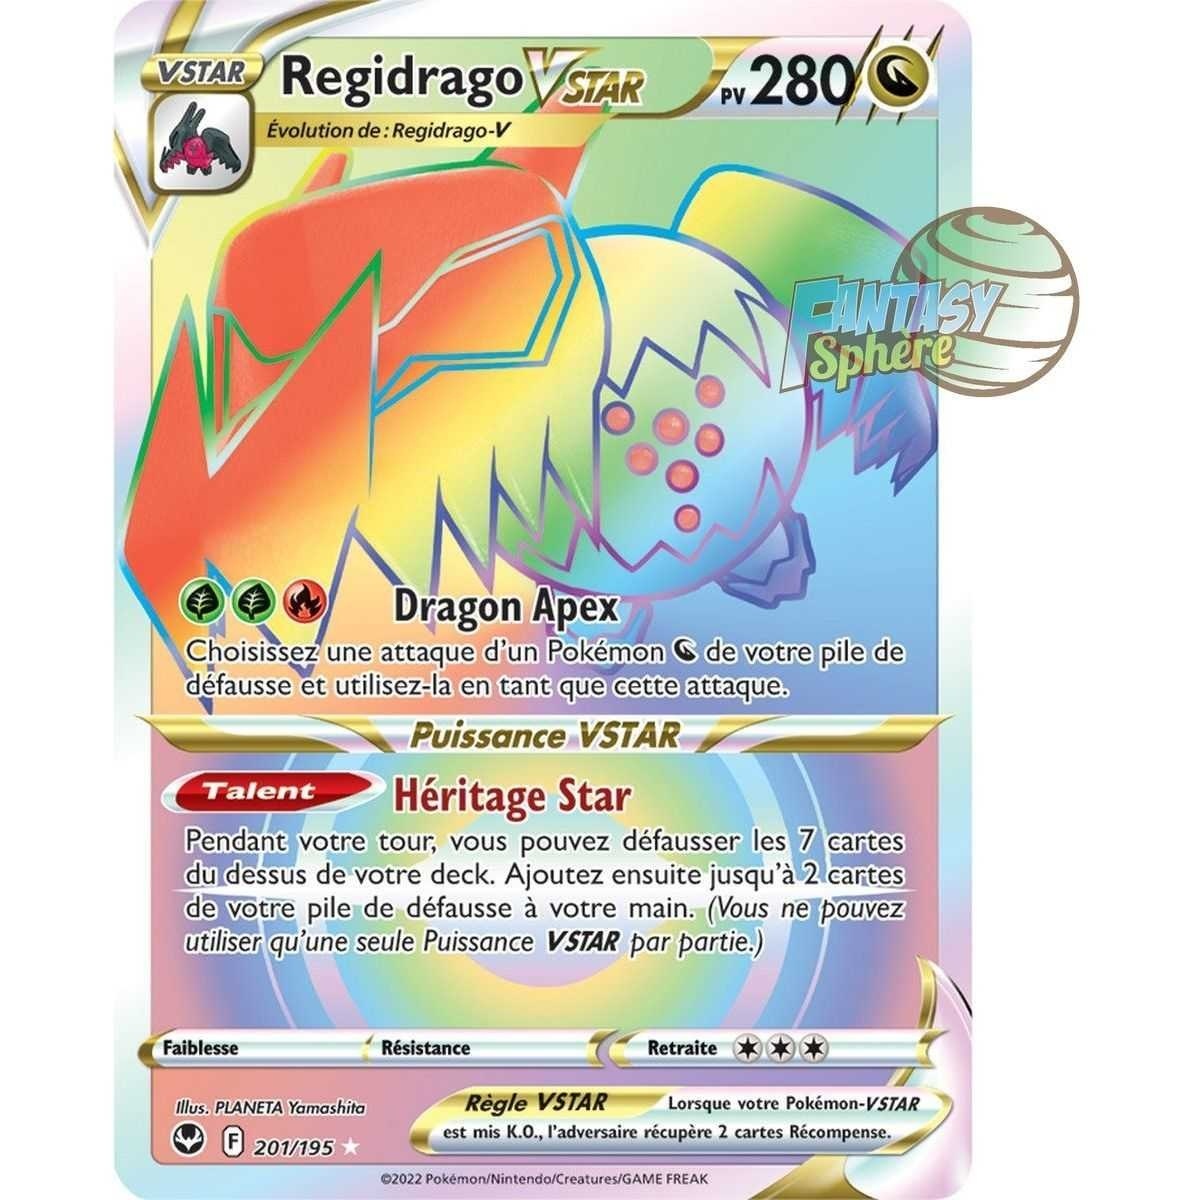 VSTAR
Regidrago VSTAR
PV 280
Évolution de : Regidrago-V
FANTASY
Sphère
Dragon Apex
Choisissez une attaque d'un Pokémon de votre pile de
défausse et utilisez-la en tant que cette attaque.
Puissance VSTAR
Talent Héritage Star
Pendant votre tour, vous pouvez défausser les 7 cartes
du dessus de votre deck. Ajoutez ensuite jusqu'à 2 cartes
de votre pile de défausse à votre main. (Vous ne pouvez
utiliser qu'une seule Puissance VSTAR par partie.)
Faiblesse Résistance Retraite
Illus. PLANETA Yamashita
Règle VSTAR Lorsque votre Pokémon-VSTAR
est mis K.O., l'adversaire récupère 2 cartes Récompense.
F 201/195
©2022 Pokémon/Nintendo/Creatures/GAME FREAK